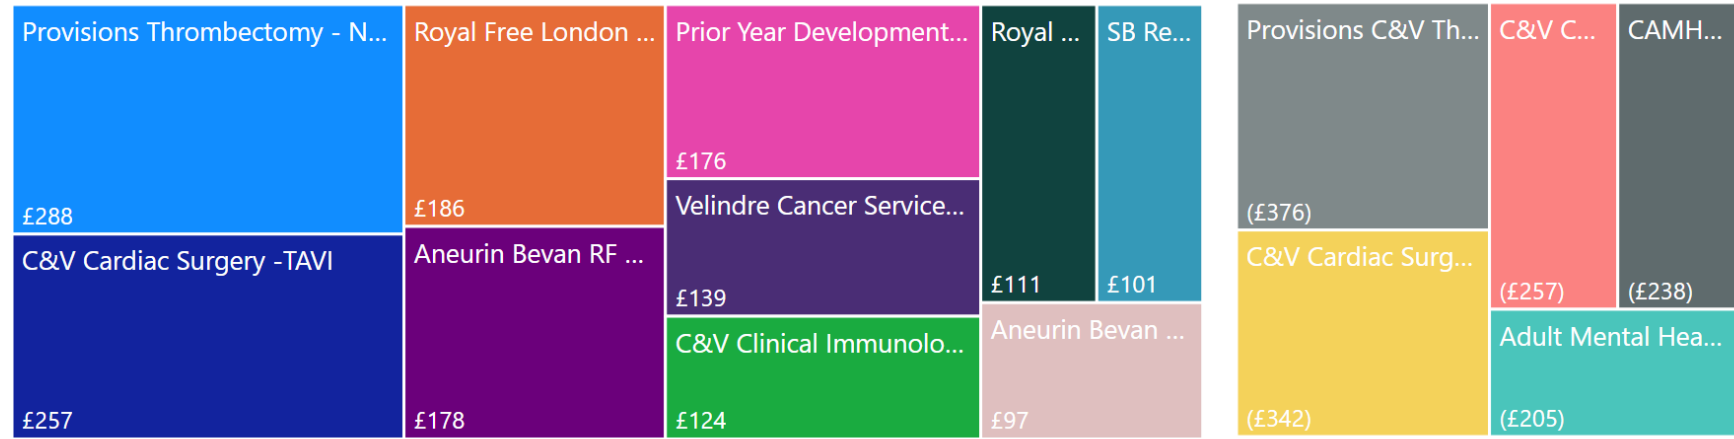 Provisions Thrombectomy - N...
£288
C&V Cardiac Surgery -TAVI
£257
Royal Free London ...
£186
Aneurin Bevan RF ...
£178
Prior Year Development...
£176
Velindre Cancer Service...
£139
C&V Clinical Immunolo...
£124
Royal ...
£111
SB Re...
£101
Aneurin Bevan ...
£97
Provisions C&V Th...
(£376)
C&V Cardiac Surg...
(£342)
C&V C...
(£257)
CAMH...
(£238)
Adult Mental Hea...
(£205)